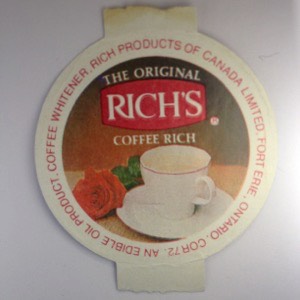 COFFEE WHITENER. RICH PRODUCTS OF CANADA LIMITED. FORT ERIE, ONTARIO. COR72. AN EDIBLE OIL PRODUCT.
THE ORIGINAL
RICH'S
COFFEE RICH